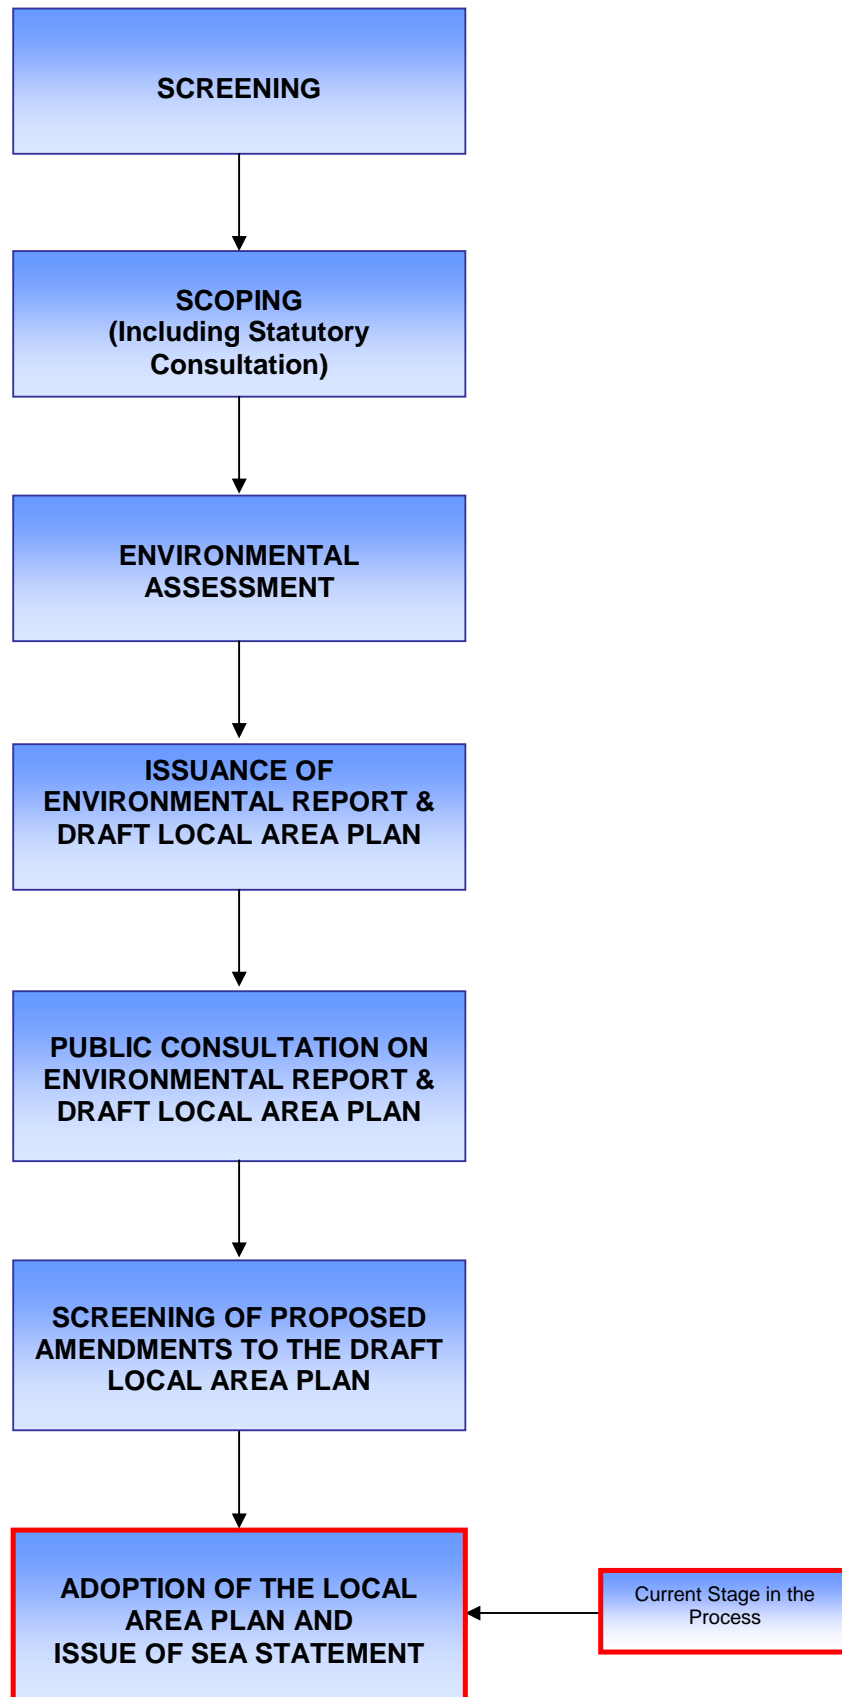 SCREENING
SCOPING
(Including Statutory
Consultation)
ENVIRONMENTAL
ASSESSMENT
ISSUANCE OF
ENVIRONMENTAL REPORT &
DRAFT LOCAL AREA PLAN
PUBLIC CONSULTATION ON
ENVIRONMENTAL REPORT &
DRAFT LOCAL AREA PLAN
SCREENING OF PROPOSED
AMENDMENTS TO THE DRAFT
LOCAL AREA PLAN
ADOPTION OF THE LOCAL
AREA PLAN AND
ISSUE OF SEA STATEMENT
Current Stage in the
Process